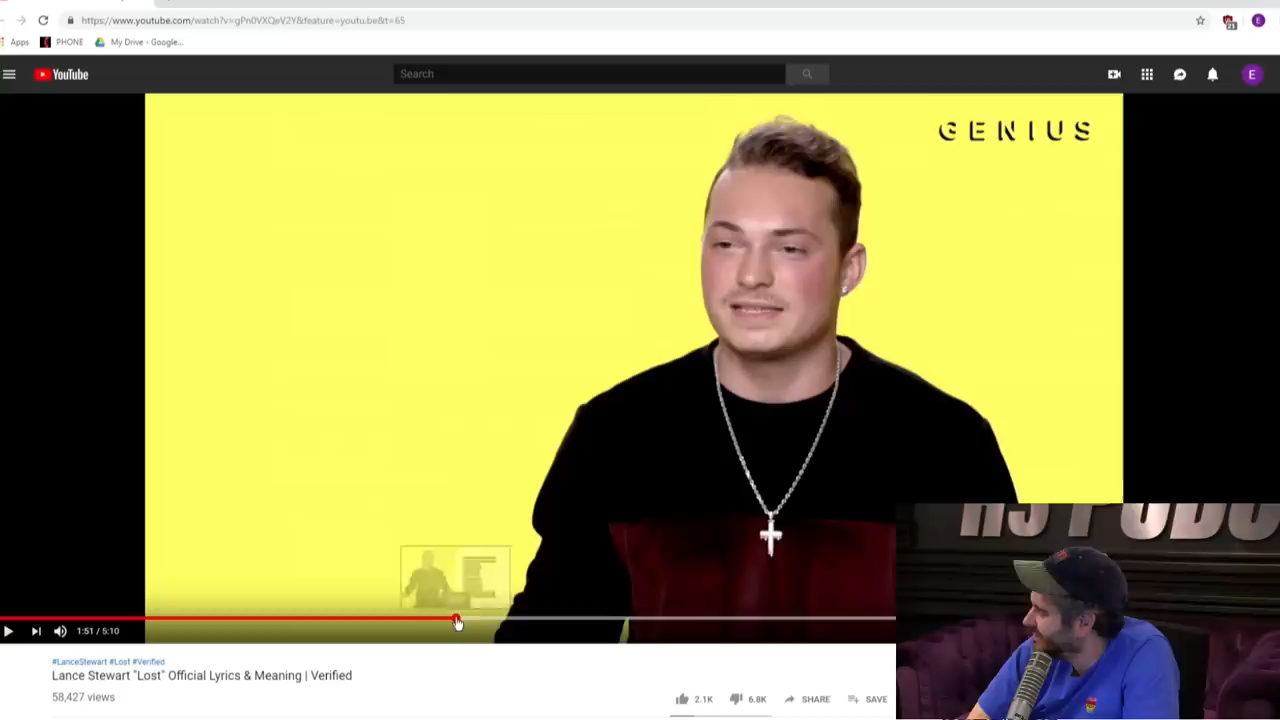 https://www.youtube.com/watch?v=gPn0VXQeV2Y&feature=youtu.be&t=65
E
Apps PHONE My Drive - Google...
YouTube
Search
E
GENIUS
H3 PODC
1:51 / 5:10
#LanceStewart #Lost #Verified
Lance Stewart "Lost" Official Lyrics & Meaning | Verified
58,427 views
2.1K 6.8K SHARE SAVE